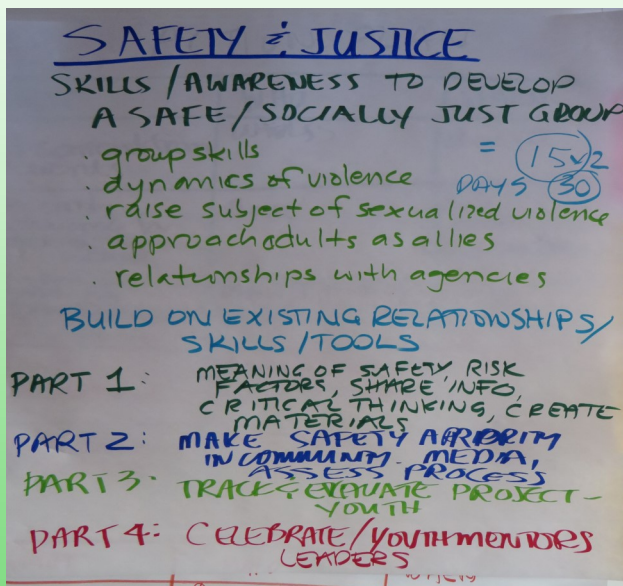 SAFETY & JUSTICE
SKILLS/AWARENESS TO DEVELOP
A SAFE/SOCIALLY JUST GROUP
· group skills = 15
· dynamics of violence DAYS 30
· raise subject of sexualized violence
· approach adults as allies
· relationships with agencies
BUILD ON EXISTING RELATIONSHIPS/
SKILLS/TOOLS
PART 1: MEANING OF SAFETY, RISK
FACTORS, SHARE INFO,
CRITICAL THINKING, CREATE
MATERIALS
PART 2: MAKE SAFETY A PRIORITY
IN COMMUNITY. MEDIA,
ASSESS PROCESS
PART 3. TRACK & EVALUATE PROJECT-
YOUTH
PART 4: CELEBRATE/YOUTH MENTORS
LEADERS